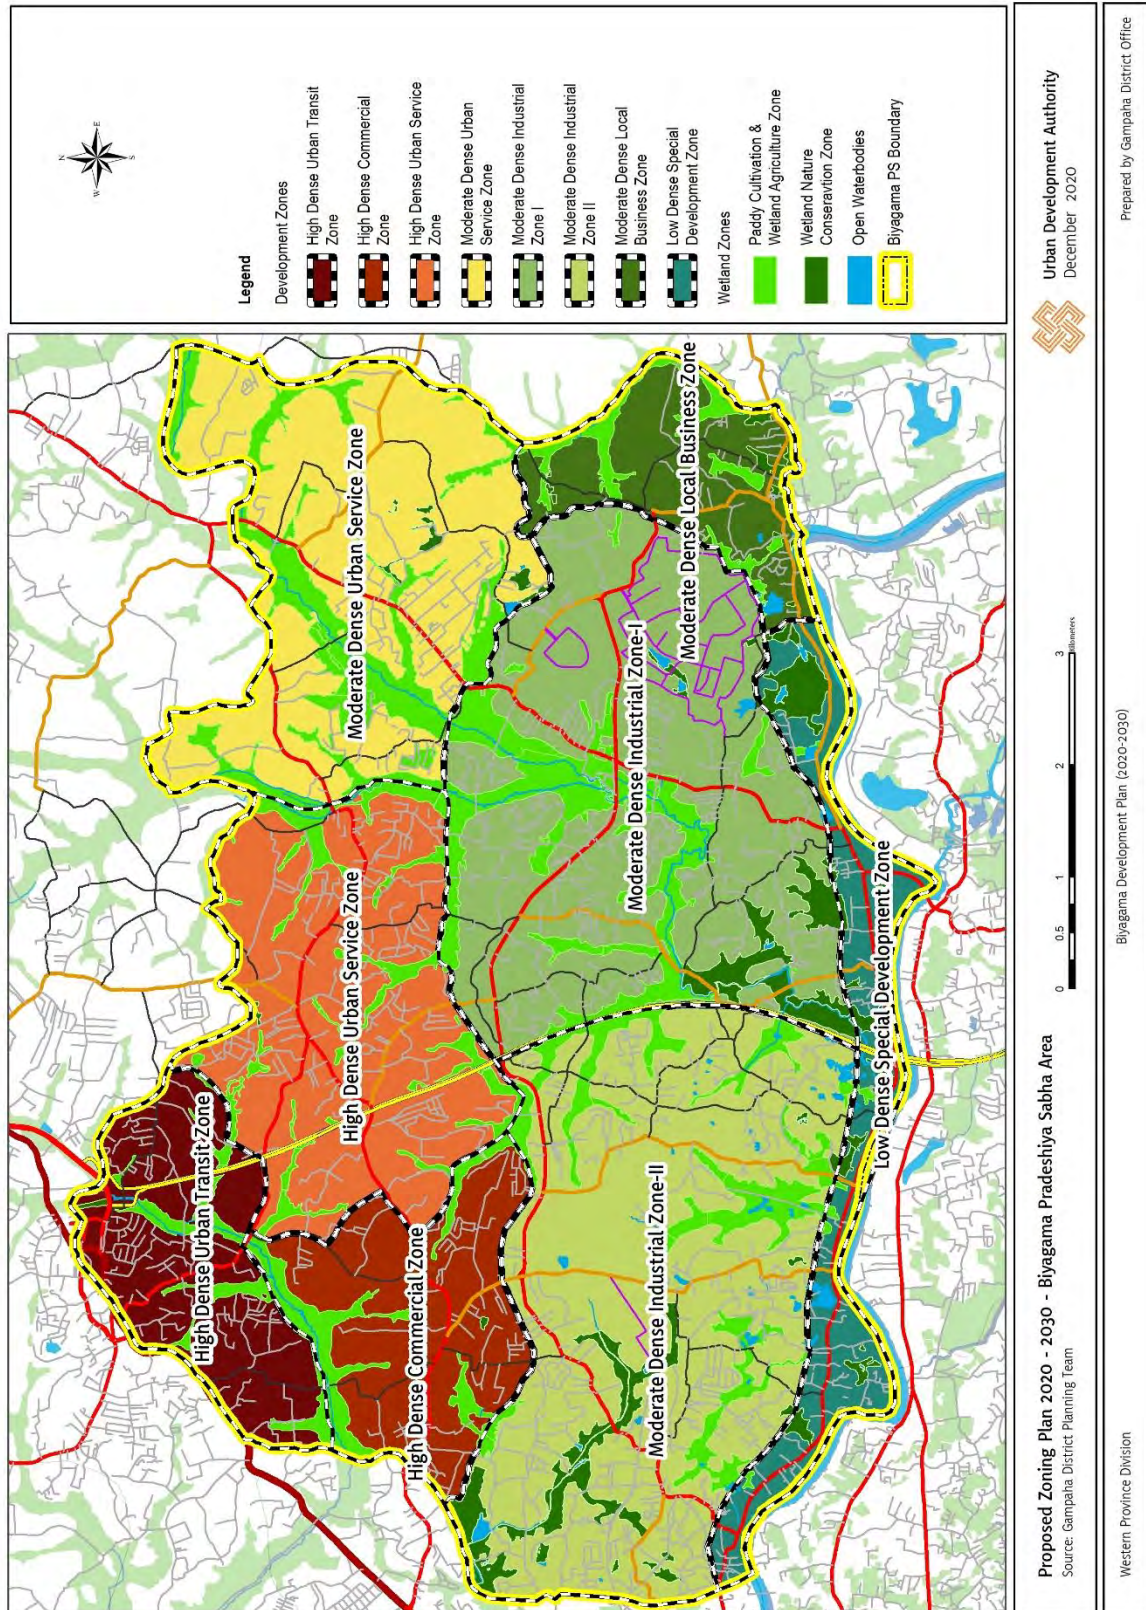 N
W
E
S
Legend
Development Zones
High Dense Urban Transit
Zone
High Dense Commercial
Zone
High Dense Urban Service
Zone
Moderate Dense Urban
Service Zone
Moderate Dense Industrial
Zone I
Moderate Dense Industrial
Zone II
Moderate Dense Local
Business Zone
Low Dense Special
Development Zone
Wetland Zones
Paddy Cultivation &
Wetland Agriculture Zone
Wetland Nature
Conseravtion Zone
Open Waterbodies
Biyagama PS Boundary
High Dense Urban Transit Zone
High Dense Urban Service Zone
Moderate Dense Urban Service Zone
High Dense Commercial Zone
Moderate Dense Industrial Zone-I
Moderate Dense Local Business Zone
Moderate Dense Industrial Zone-II
Low Dense Special Development Zone
Proposed Zoning Plan 2020 - 2030 - Biyagama Pradeshiya Sabha Area
Source: Gampaha District Planning Team
0 0.5 1 2 3
Kilometers
Urban Development Authority
December 2020
Western Province Division
Biyagama Development Plan (2020-2030)
Prepared by Gampaha District Office